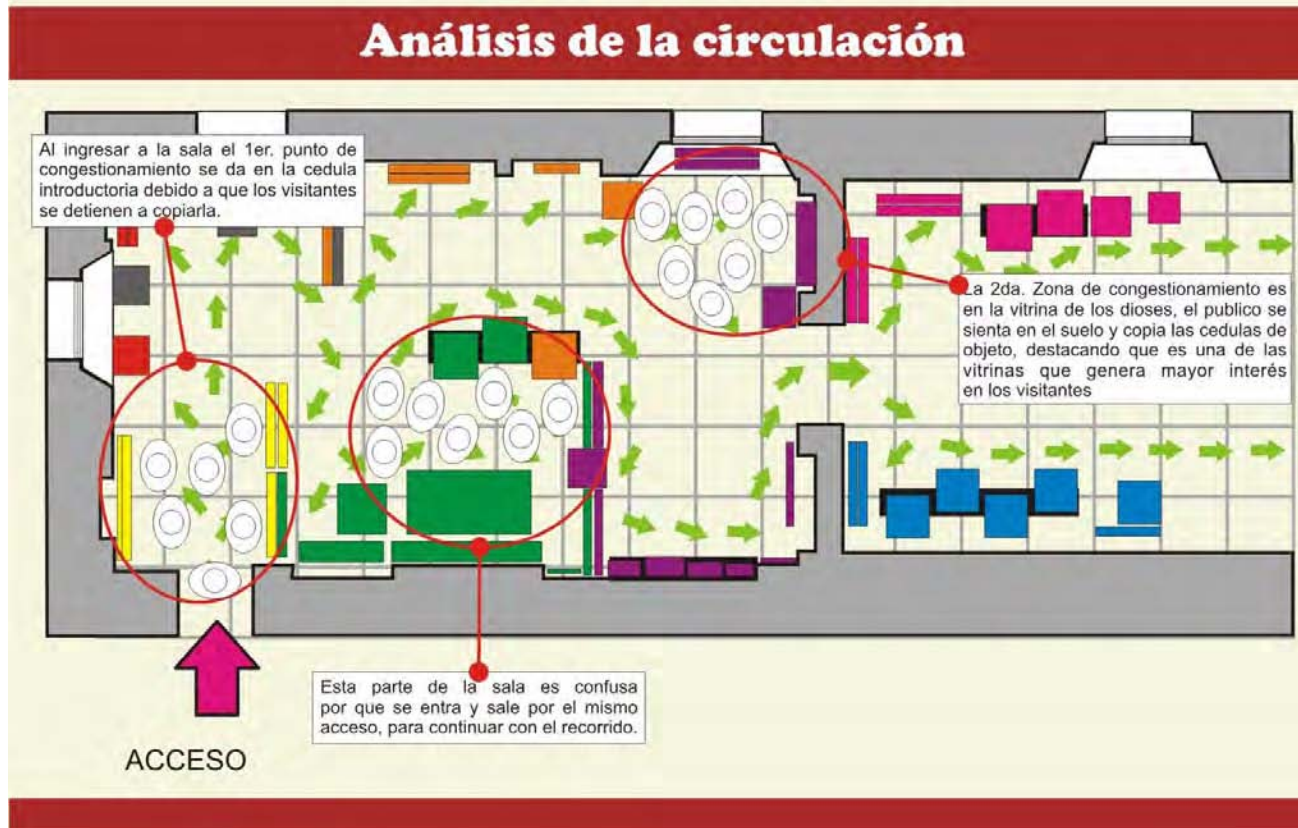 Análisis de la circulación
Al ingresar a la sala el 1er. punto de
congestionamiento se da en la cedula
introductoria debido a que los visitantes
se detienen a copiarla.
La 2da. Zona de congestionamiento es
en la vitrina de los dioses, el publico se
sienta en el suelo y copia las cedulas de
objeto, destacando que es una de las
vitrinas que genera mayor interés
en los visitantes
Esta parte de la sala es confusa
por que se entra y sale por el mismo
acceso, para continuar con el recorrido.
ACCESO